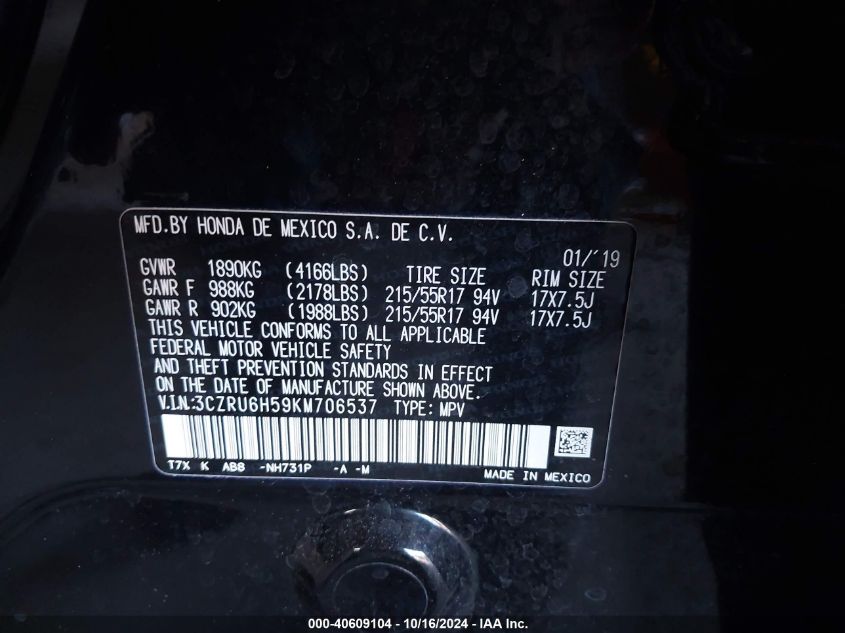 MFD.BY HONDA DE MEXICO S.A. DE C.V.
01/'19
GVWR 1890KG (4166LBS) TIRE SIZE RIM SIZE
GAWR F 988KG (2178LBS) 215/55R17 94V 17X7.5J
GAWR R 902KG (1988LBS) 215/55R17 94V 17X7.5J
THIS VEHICLE CONFORMS TO ALL APPLICABLE
FEDERAL MOTOR VEHICLE SAFETY
AND THEFT PREVENTION STANDARDS IN EFFECT
ON THE DATE OF MANUFACTURE SHOWN ABOVE.
V.I.N.:3CZRU6H59KM706537 TYPE: MPV
T7X K AB8 -NH731P -A -M MADE IN MEXICO
000-40609104 - 10/16/2024 - IAA Inc.